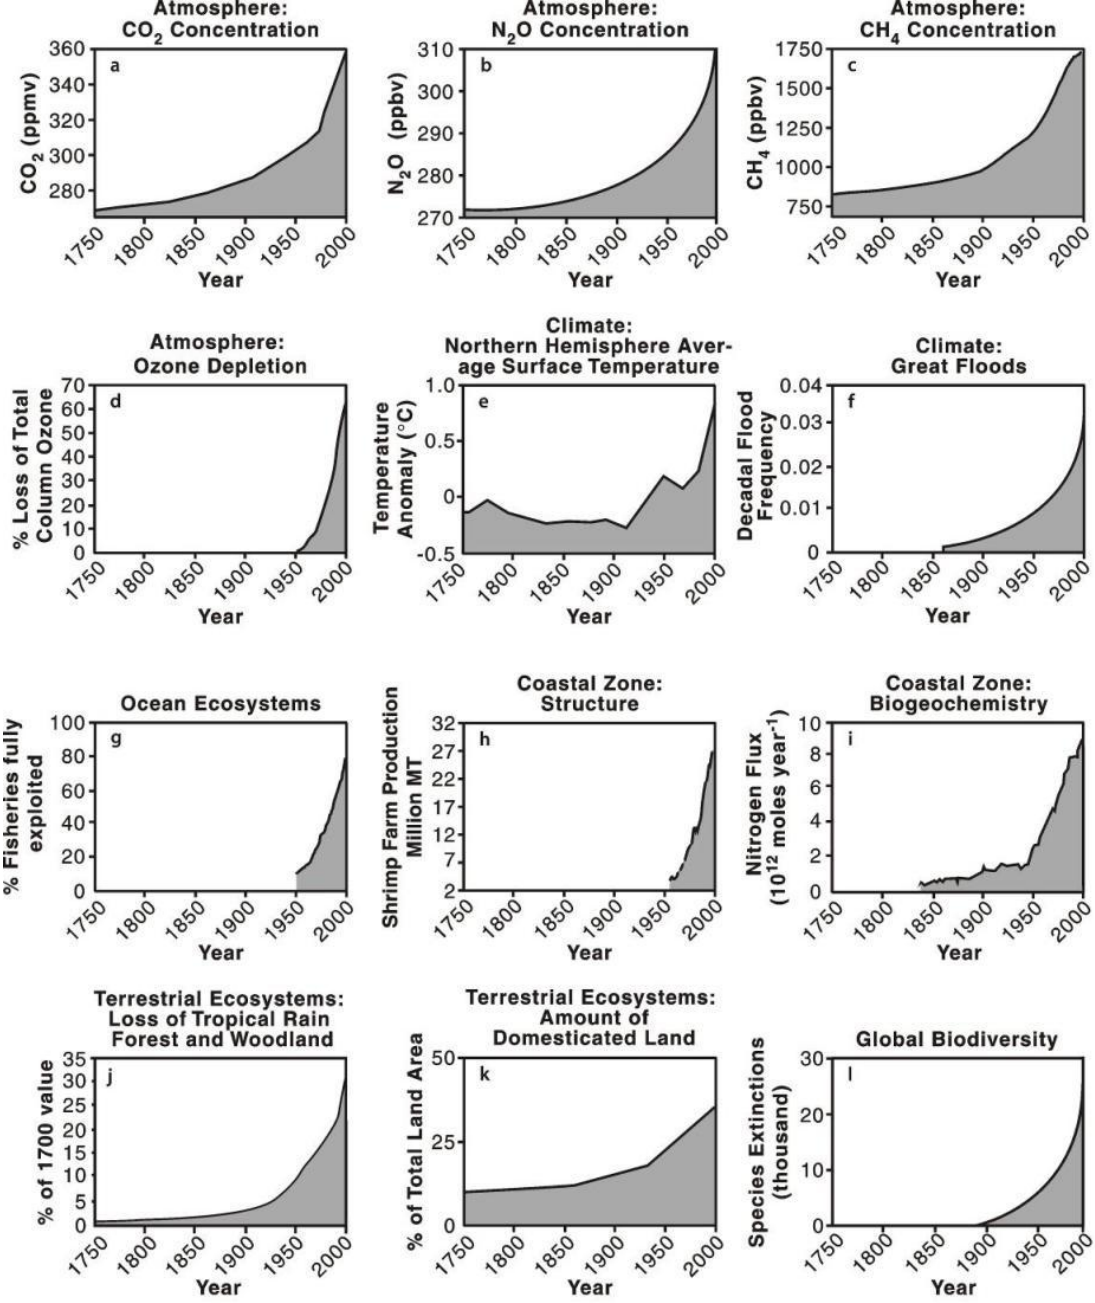 Atmosphere:
CO2 Concentration
a
CO2 (ppmv)
360
340
320
300
280
1750
1800
1850
1900
1950
2000
Year
Atmosphere:
N2O Concentration
b
N2O (ppbv)
310
300
290
280
270
1750
1800
1850
1900
1950
2000
Year
Atmosphere:
CH4 Concentration
c
CH4 (ppbv)
1750
1500
1250
1000
750
1750
1800
1850
1900
1950
2000
Year
Atmosphere:
Ozone Depletion
d
% Loss of Total
Column Ozone
70
60
50
40
30
20
10
0
1750
1800
1850
1900
1950
2000
Year
Climate:
Northern Hemisphere Aver-
age Surface Temperature
e
Temperature
Anomaly (°C)
1.0
0.5
0
-0.5
1750
1800
1850
1900
1950
2000
Year
Climate:
Great Floods
f
Decadal Flood
Frequency
0.04
0.03
0.02
0.01
0
1750
1800
1850
1900
1950
2000
Year
Ocean Ecosystems
g
% Fisheries fully
exploited
100
80
60
40
20
0
1750
1800
1850
1900
1950
2000
Year
Coastal Zone:
Structure
h
Shrimp Farm Production
Million MT
32
27
22
17
12
7
2
1750
1800
1850
1900
1950
2000
Year
Coastal Zone:
Biogeochemistry
i
Nitrogen Flux
(10^12 moles year^-1)
10
8
6
4
2
0
1750
1800
1850
1900
1950
2000
Year
Terrestrial Ecosystems:
Loss of Tropical Rain
Forest and Woodland
j
% of 1700 value
35
30
25
20
15
10
5
0
1750
1800
1850
1900
1950
2000
Year
Terrestrial Ecosystems:
Amount of
Domesticated Land
k
% of Total Land Area
50
25
0
1750
1800
1850
1900
1950
2000
Year
Global Biodiversity
l
Species Extinctions
(thousand)
30
20
10
0
1750
1800
1850
1900
1950
2000
Year